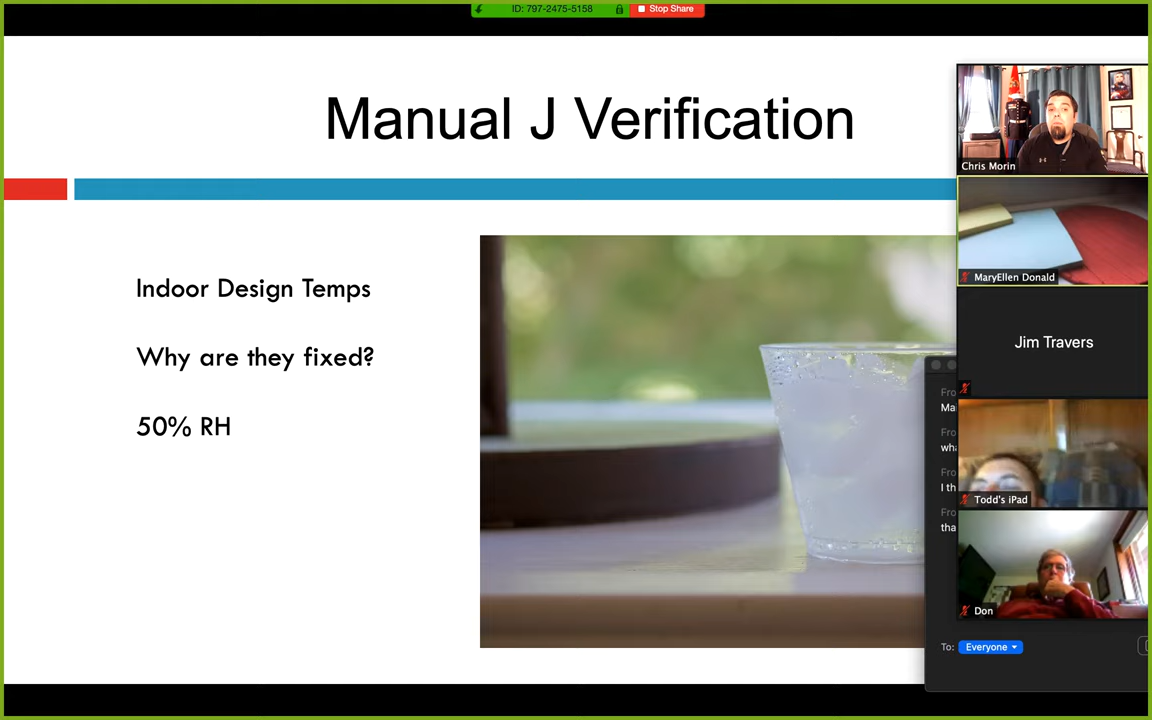 ID: 797-2475-5158
Stop Share
Manual J Verification
Chris Morin
MaryEllen Donald
Indoor Design Temps
Why are they fixed?
Jim Travers
50% RH
Todd's iPad
Don
To: Everyone